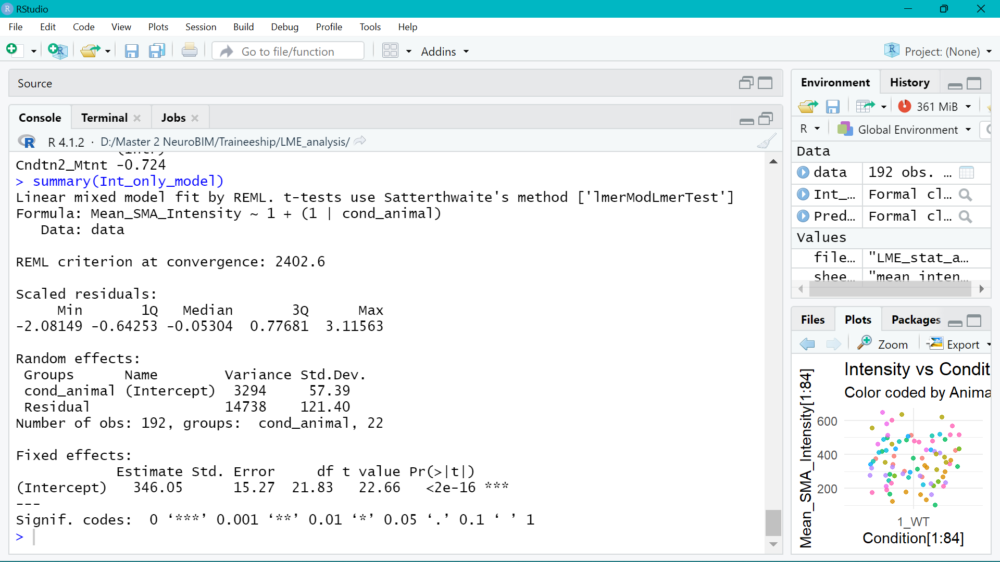 RStudio
File Edit Code View Plots Session Build Debug Profile Tools Help
Go to file/function Addins Project: (None)
Source
Console Terminal Jobs
R 4.1.2 · D:/Master 2 NeuroBIM/Traineeship/LME_analysis/
(Intr)
Cndtn2_Mtnt -0.724
> summary(Int_only_model)
Linear mixed model fit by REML. t-tests use Satterthwaite's method ['lmerModLmerTest']
Formula: Mean_SMA_Intensity ~ 1 + (1 | cond_animal)
Data: data
REML criterion at convergence: 2402.6
Scaled residuals:
Min 1Q Median 3Q Max
-2.08149 -0.64253 -0.05304 0.77681 3.11563
Random effects:
Groups Name Variance Std.Dev.
cond_animal (Intercept) 3294 57.39
Residual 14738 121.40
Number of obs: 192, groups: cond_animal, 22
Fixed effects:
Estimate Std. Error df t value Pr(>|t|)
(Intercept) 346.05 15.27 21.83 22.66 <2e-16 ***
---
Signif. codes: 0 ‘***’ 0.001 ‘**’ 0.01 ‘*’ 0.05 ‘.’ 0.1 ‘ ’ 1
>
Environment History
361 MiB
R Global Environment
Data
data 192 obs. …
Int_… Formal cl…
Pred… Formal cl…
Values
file… "LME_stat_a…
shee… "mean inten…
Files Plots Packages
Zoom Export
Intensity vs Condit
Color coded by Anima
Mean_SMA_Intensity[1:84]
600
400
200
1_WT
Condition[1:84]